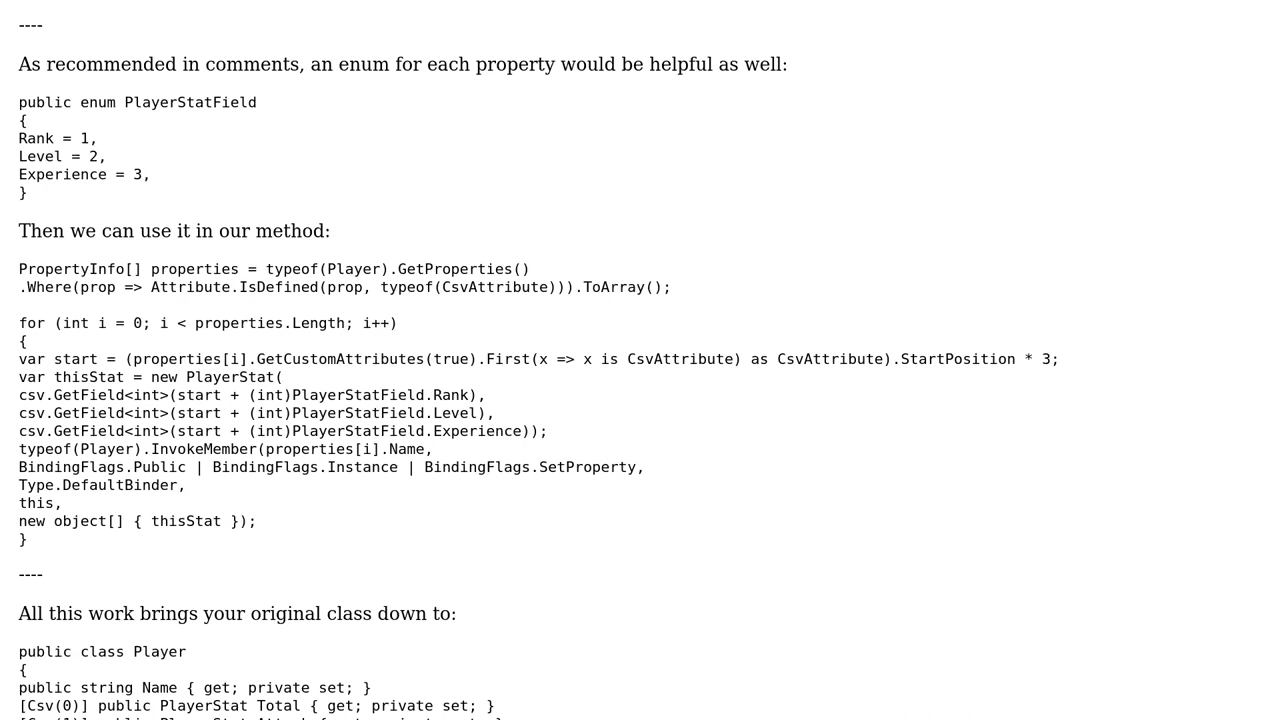 ----
As recommended in comments, an enum for each property would be helpful as well:
public enum PlayerStatField
{
Rank = 1,
Level = 2,
Experience = 3,
}
Then we can use it in our method:
PropertyInfo[] properties = typeof(Player).GetProperties()
.Where(prop => Attribute.IsDefined(prop, typeof(CsvAttribute))).ToArray();
for (int i = 0; i < properties.Length; i++)
{
var start = (properties[i].GetCustomAttributes(true).First(x => x is CsvAttribute) as CsvAttribute).StartPosition * 3;
var thisStat = new PlayerStat(
csv.GetField<int>(start + (int)PlayerStatField.Rank),
csv.GetField<int>(start + (int)PlayerStatField.Level),
csv.GetField<int>(start + (int)PlayerStatField.Experience));
typeof(Player).InvokeMember(properties[i].Name,
BindingFlags.Public | BindingFlags.Instance | BindingFlags.SetProperty,
Type.DefaultBinder,
this,
new object[] { thisStat });
}
----
All this work brings your original class down to:
public class Player
{
public string Name { get; private set; }
[Csv(0)] public PlayerStat Total { get; private set; }